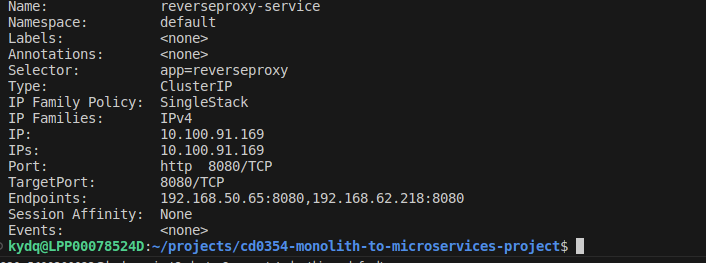 Name: reverseproxy-service
Namespace: default
Labels: <none>
Annotations: <none>
Selector: app=reverseproxy
Type: ClusterIP
IP Family Policy: SingleStack
IP Families: IPv4
IP: 10.100.91.169
IPs: 10.100.91.169
Port: http 8080/TCP
TargetPort: 8080/TCP
Endpoints: 192.168.50.65:8080,192.168.62.218:8080
Session Affinity: None
Events: <none>
kydq@LPP00078524D:~/projects/cd0354-monolith-to-microservices-project$